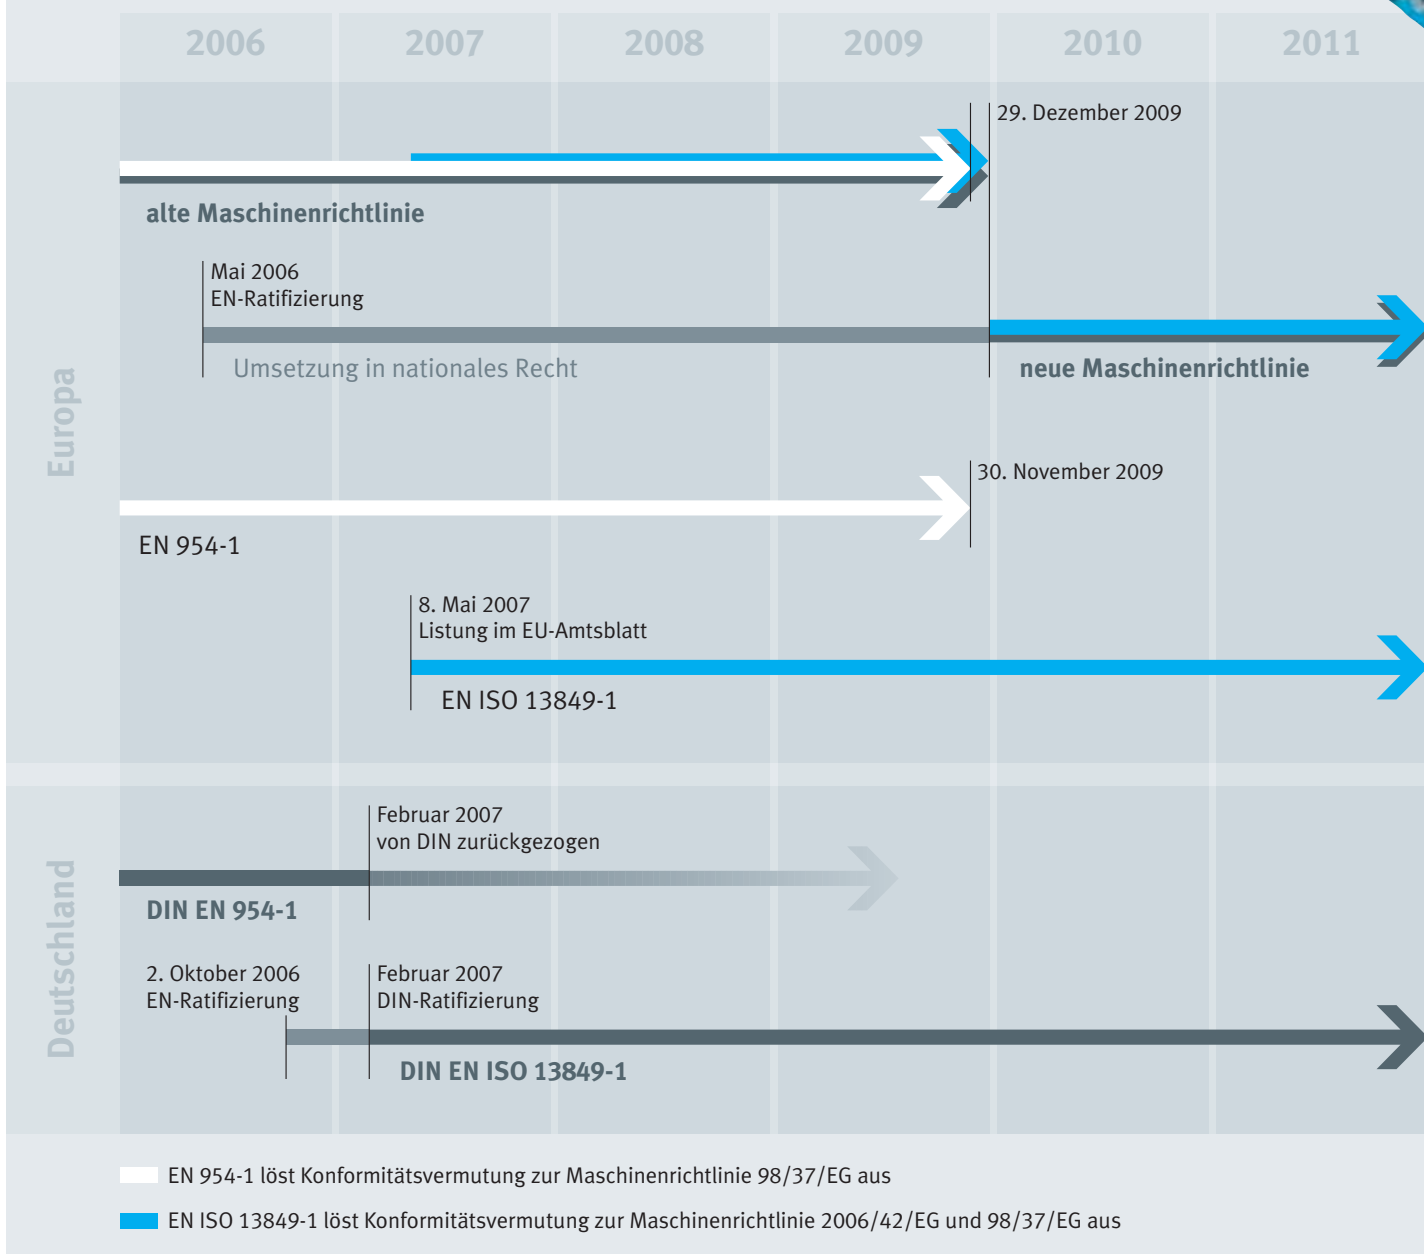 2006 2007 2008 2009 2010 2011
29. Dezember 2009
alte Maschinenrichtlinie
Mai 2006
EN-Ratifizierung
Umsetzung in nationales Recht
neue Maschinenrichtlinie
Europa
30. November 2009
EN 954-1
8. Mai 2007
Listung im EU-Amtsblatt
EN ISO 13849-1
Februar 2007
von DIN zurückgezogen
DIN EN 954-1
Deutschland
2. Oktober 2006
EN-Ratifizierung
Februar 2007
DIN-Ratifizierung
DIN EN ISO 13849-1
EN 954-1 löst Konformitätsvermutung zur Maschinenrichtlinie 98/37/EG aus
EN ISO 13849-1 löst Konformitätsvermutung zur Maschinenrichtlinie 2006/42/EG und 98/37/EG aus